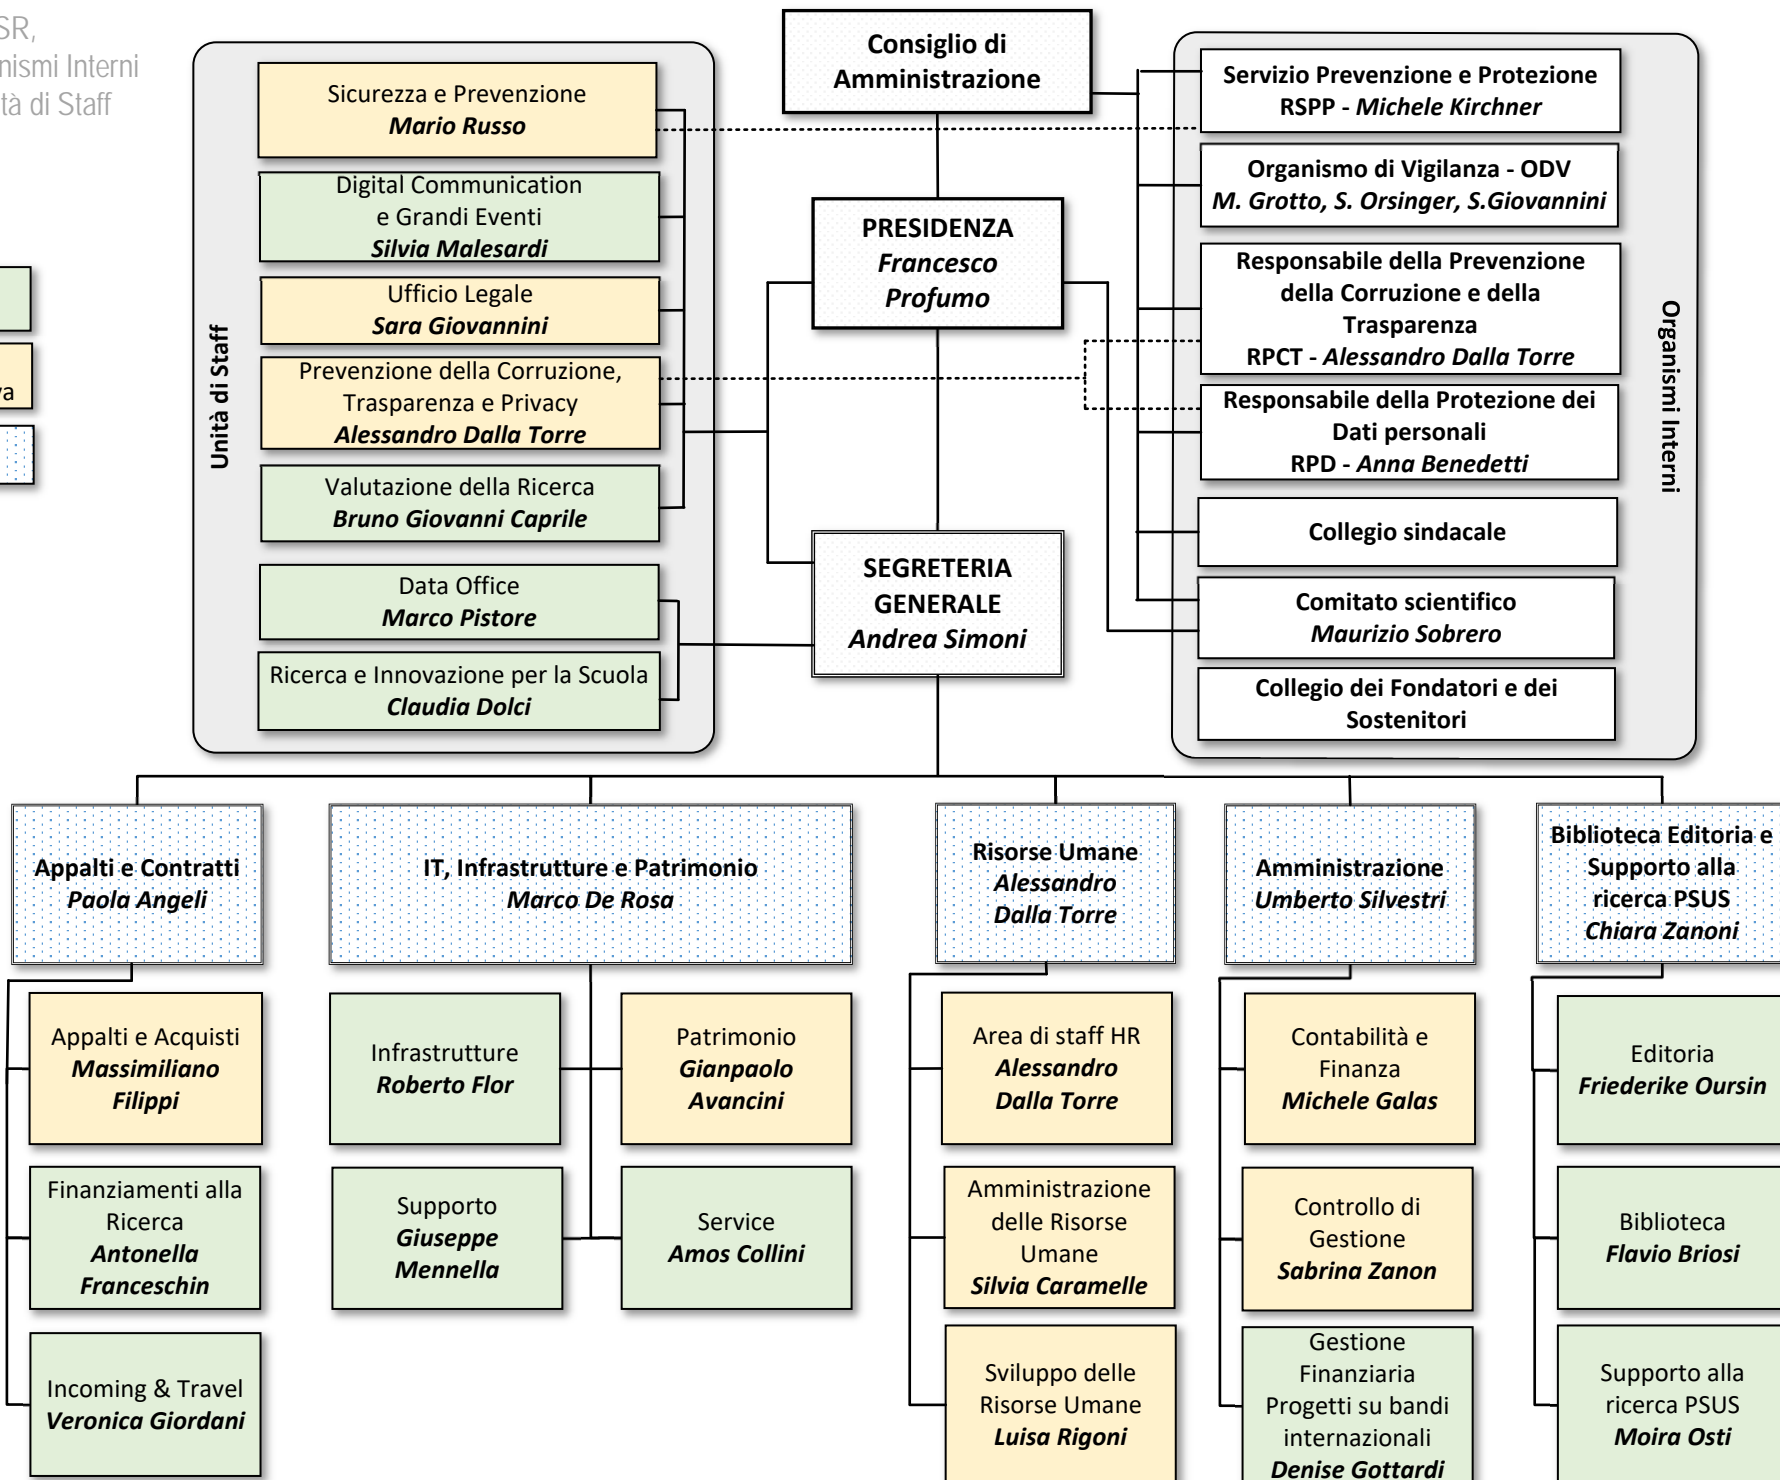 SR,
nismi Interni
tà di Staff
va
Consiglio di
Amministrazione
PRESIDENZA
Francesco
Profumo
SEGRETERIA
GENERALE
Andrea Simoni
Unità di Staff
Sicurezza e Prevenzione
Mario Russo
Digital Communication
e Grandi Eventi
Silvia Malesardi
Ufficio Legale
Sara Giovannini
Prevenzione della Corruzione,
Trasparenza e Privacy
Alessandro Dalla Torre
Valutazione della Ricerca
Bruno Giovanni Caprile
Data Office
Marco Pistore
Ricerca e Innovazione per la Scuola
Claudia Dolci
Organismi Interni
Servizio Prevenzione e Protezione
RSPP - Michele Kirchner
Organismo di Vigilanza - ODV
M. Grotto, S. Orsinger, S.Giovannini
Responsabile della Prevenzione
della Corruzione e della
Trasparenza
RPCT - Alessandro Dalla Torre
Responsabile della Protezione dei
Dati personali
RPD - Anna Benedetti
Collegio sindacale
Comitato scientifico
Maurizio Sobrero
Collegio dei Fondatori e dei
Sostenitori
Appalti e Contratti
Paola Angeli
Appalti e Acquisti
Massimiliano
Filippi
Finanziamenti alla
Ricerca
Antonella
Franceschin
Incoming & Travel
Veronica Giordani
IT, Infrastrutture e Patrimonio
Marco De Rosa
Infrastrutture
Roberto Flor
Patrimonio
Gianpaolo
Avancini
Supporto
Giuseppe
Mennella
Service
Amos Collini
Risorse Umane
Alessandro
Dalla Torre
Area di staff HR
Alessandro
Dalla Torre
Amministrazione
delle Risorse
Umane
Silvia Caramelle
Sviluppo delle
Risorse Umane
Luisa Rigoni
Amministrazione
Umberto Silvestri
Contabilità e
Finanza
Michele Galas
Controllo di
Gestione
Sabrina Zanon
Gestione
Finanziaria
Progetti su bandi
internazionali
Denise Gottardi
Biblioteca Editoria e
Supporto alla
ricerca PSUS
Chiara Zanoni
Editoria
Friederike Oursin
Biblioteca
Flavio Briosi
Supporto alla
ricerca PSUS
Moira Osti